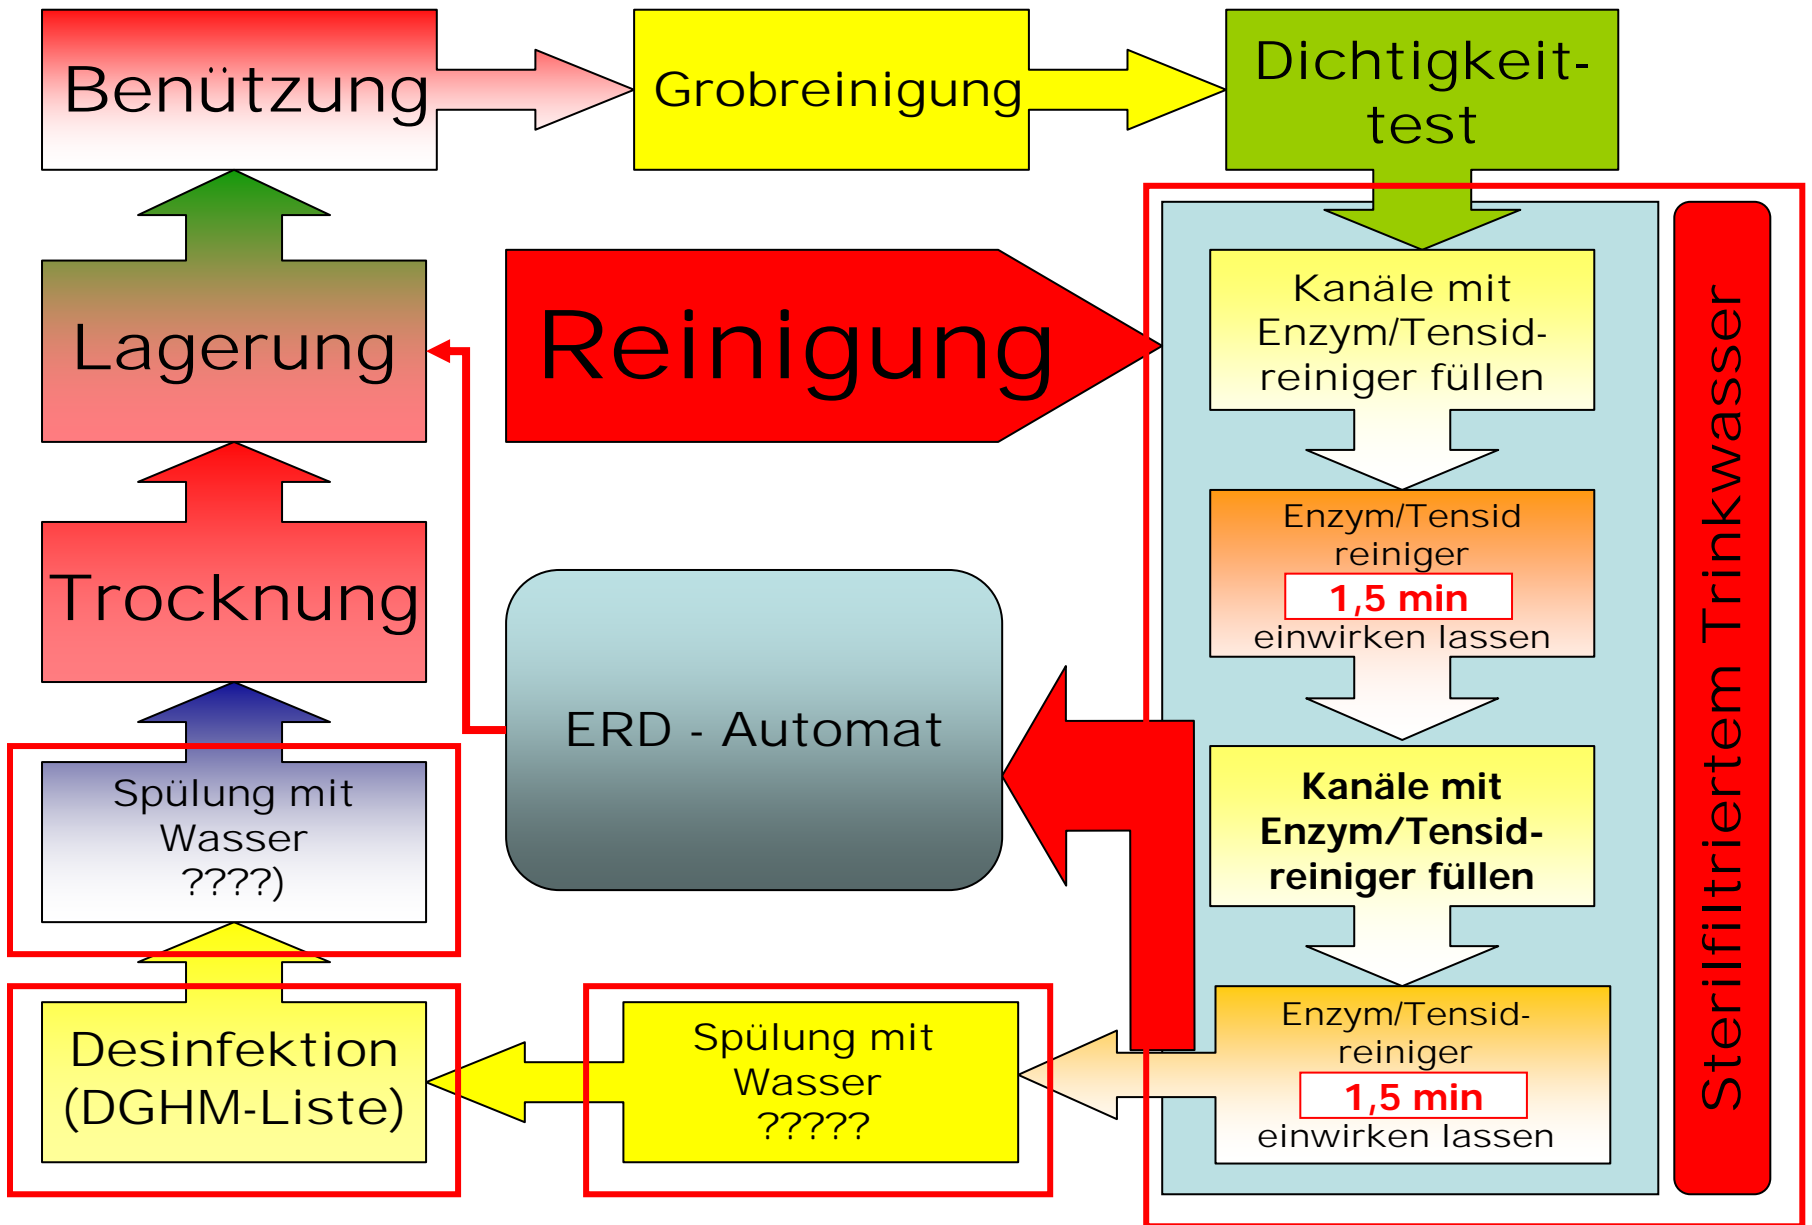 Benützung
Grobreinigung
Dichtigkeit-
test
Lagerung
Reinigung
Kanäle mit
Enzym/Tensid-
reiniger füllen
Sterilfiltriertem Trinkwasser
Enzym/Tensid
reiniger
1,5 min
einwirken lassen
Trocknung
ERD - Automat
Kanäle mit
Enzym/Tensid-
reiniger füllen
Spülung mit
Wasser
????)
Enzym/Tensid-
reiniger
1,5 min
einwirken lassen
Spülung mit
Wasser
?????
Desinfektion
(DGHM-Liste)